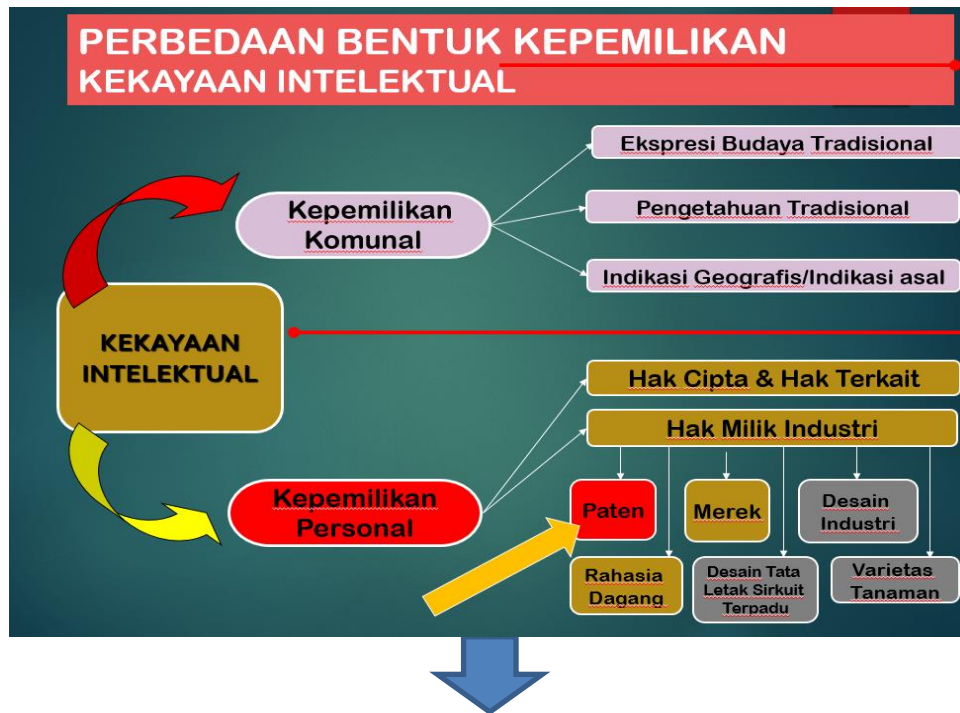 PERBEDAAN BENTUK KEPEMILIKAN
KEKAYAAN INTELEKTUAL
Ekspresi Budaya Tradisional
Kepemilikan
Komunal
Pengetahuan Tradisional
Indikasi Geografis/Indikasi asal
KEKAYAAN
INTELEKTUAL
Hak Cipta & Hak Terkait
Hak Milik Industri
Kepemilikan
Personal
Paten
Merek
Desain
Industri
Rahasia
Dagang
Desain Tata
Letak Sirkuit
Terpadu
Varietas
Tanaman